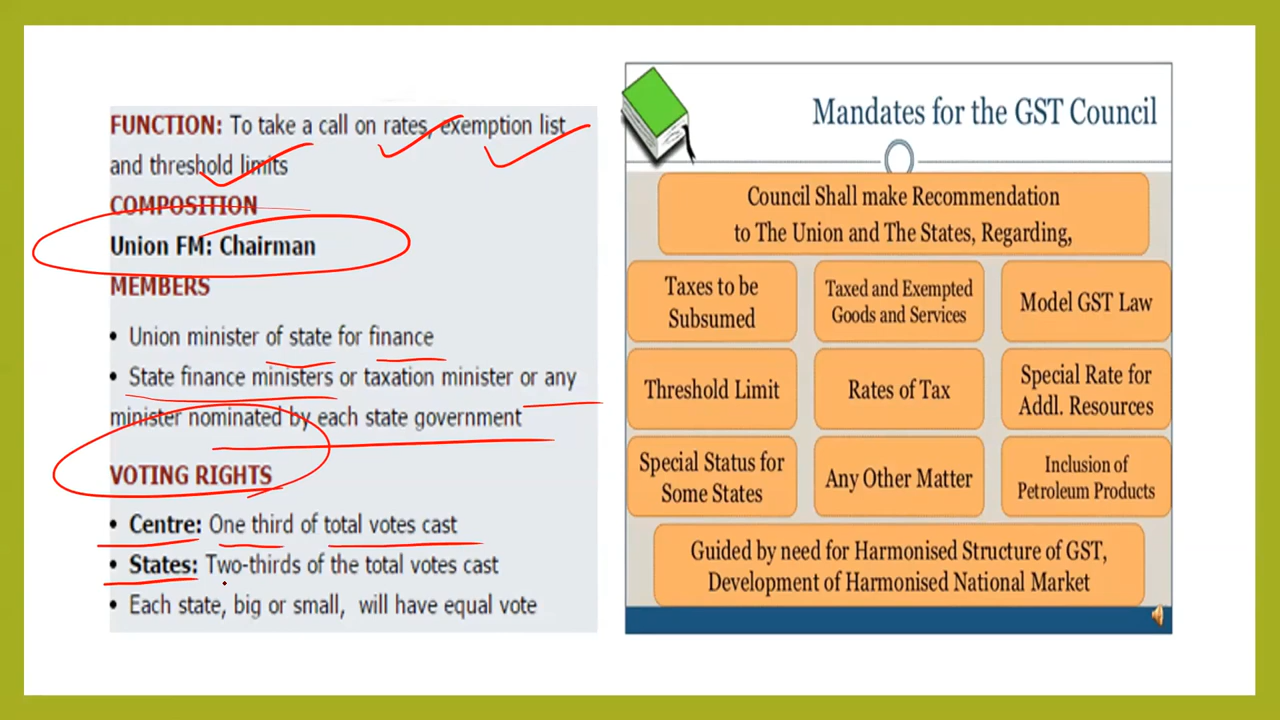 FUNCTION: To take a call on rates, exemption list
and threshold limits
COMPOSITION
Union FM: Chairman
MEMBERS
• Union minister of state for finance
• State finance ministers or taxation minister or any
minister nominated by each state government
VOTING RIGHTS
• Centre: One third of total votes cast
• States: Two-thirds of the total votes cast
• Each state, big or small, will have equal vote
Mandates for the GST Council
Council Shall make Recommendation
to The Union and The States, Regarding,
Taxes to be
Subsumed
Taxed and Exempted
Goods and Services
Model GST Law
Threshold Limit
Rates of Tax
Special Rate for
Addl. Resources
Special Status for
Some States
Any Other Matter
Inclusion of
Petroleum Products
Guided by need for Harmonised Structure of GST,
Development of Harmonised National Market